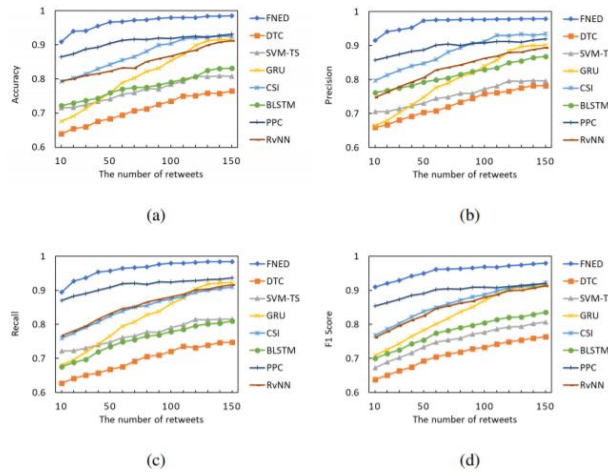 (a)
1
0.9
0.8
0.7
0.6
Accuracy
10 50 100 150
The number of retweets
FNED
DTC
SVM-TS
GRU
CSI
BLSTM
PPC
RvNN
(b)
1
0.9
0.8
0.7
0.6
Precision
10 50 100 150
The number of retweets
FNED
DTC
SVM-TS
GRU
CSI
BLSTM
PPC
RvNN
(c)
1
0.9
0.8
0.7
0.6
Recall
10 50 100 150
The number of retweets
FNED
DTC
SVM-TS
GRU
CSI
BLSTM
PPC
RvNN
(d)
1
0.9
0.8
0.7
0.6
F1 Score
10 50 100 150
The number of retweets
FNED
DTC
SVM-TS
GRU
CSI
BLSTM
PPC
RvNN